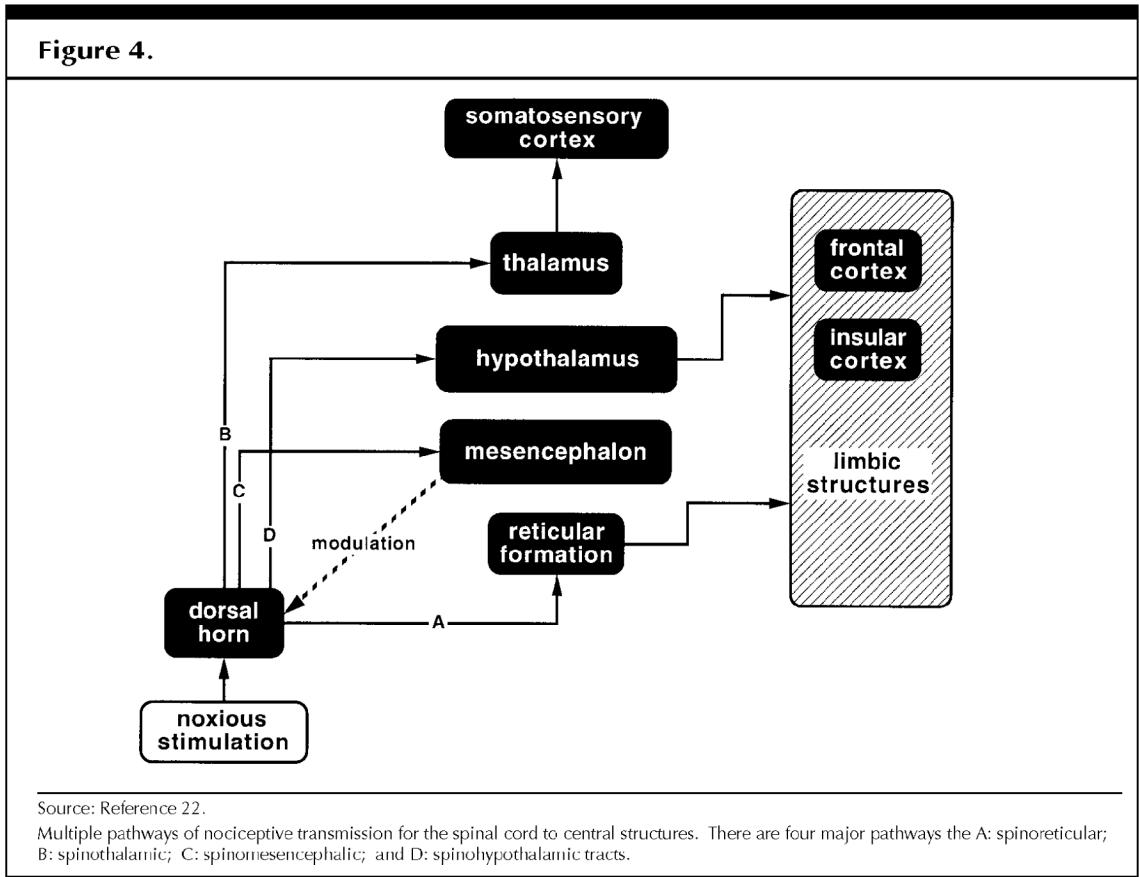 Figure 4.
somatosensory
cortex
thalamus
frontal
cortex
hypothalamus
insular
cortex
B
mesencephalon
limbic
structures
C
D
modulation
reticular
formation
dorsal
horn
A
noxious
stimulation
Source: Reference 22.
Multiple pathways of nociceptive transmission for the spinal cord to central structures. There are four major pathways the A: spinoreticular;
B: spinothalamic; C: spinomesencephalic; and D: spinohypothalamic tracts.